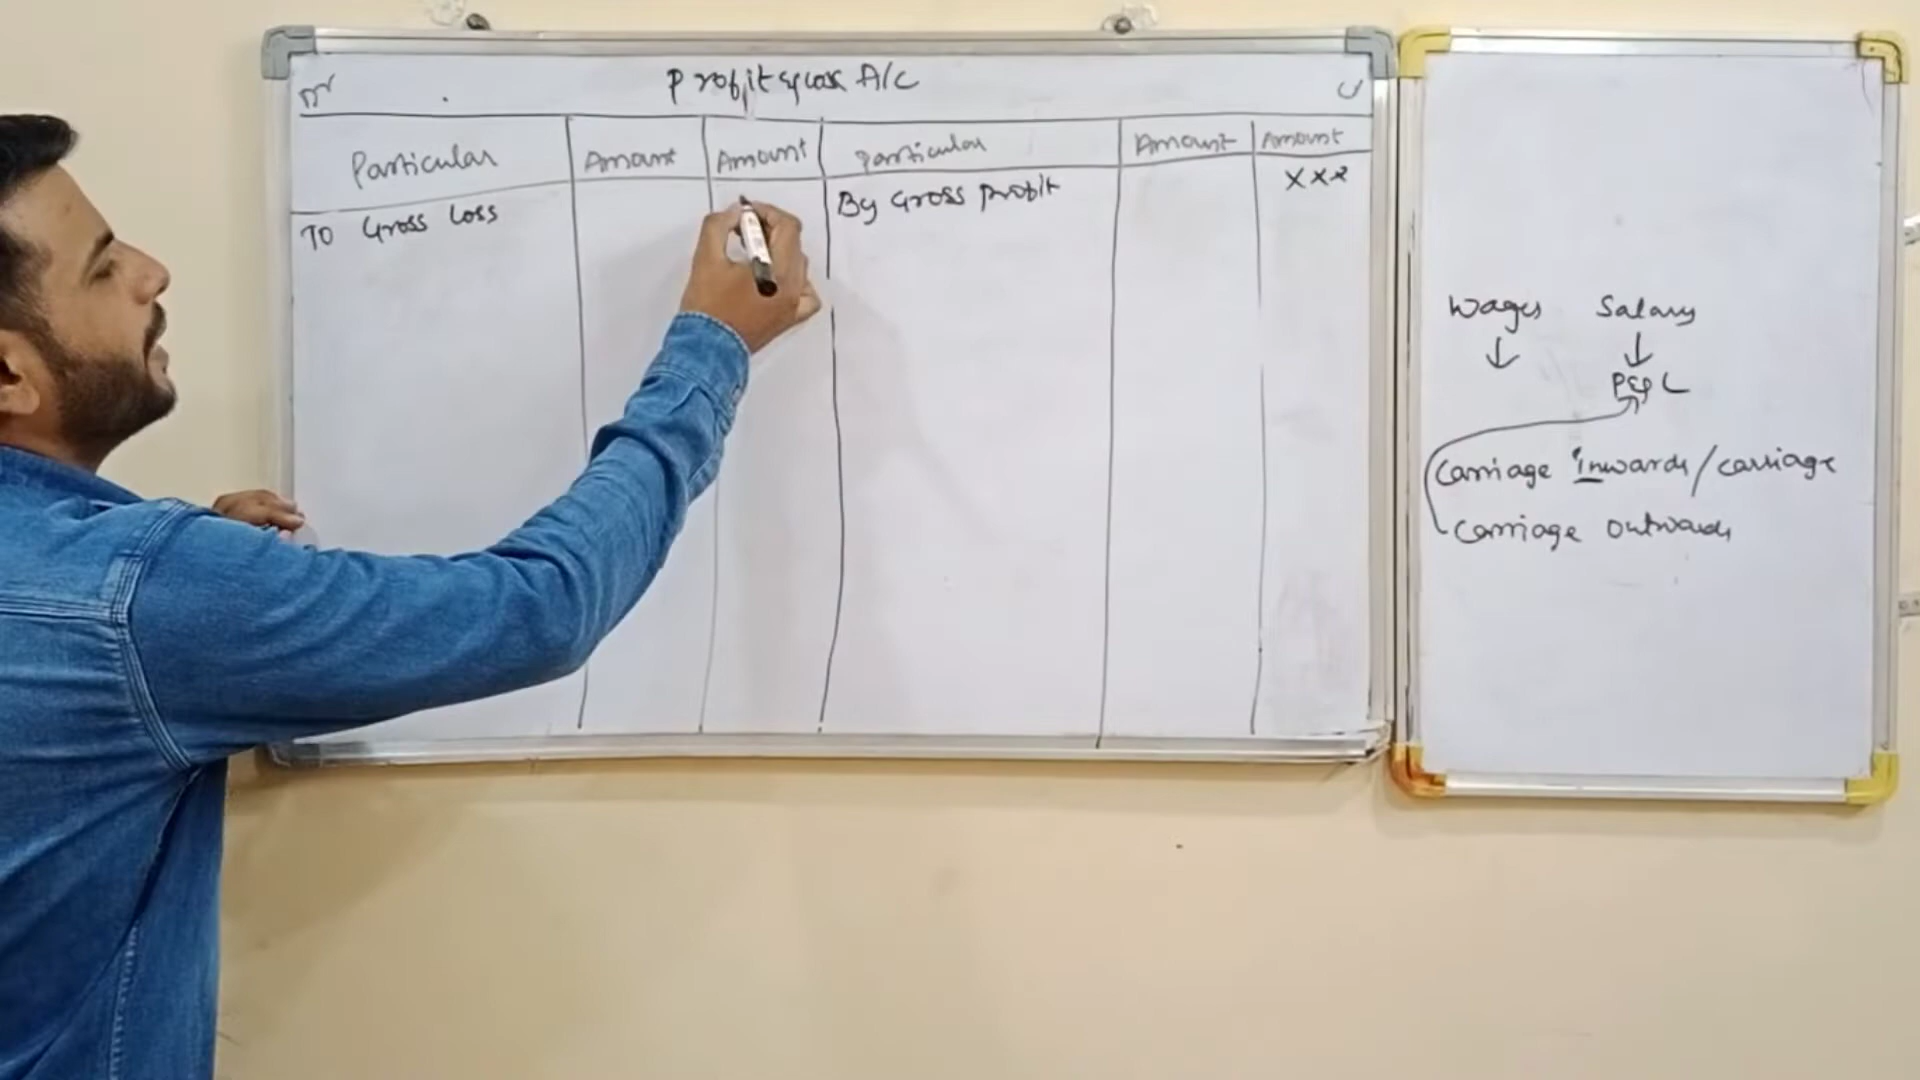 Dr Profit & Loss A/C Cr
Particular Amount Amount Particular Amount Amount
To Gross Loss By Gross Profit XXX
Wages Salary
↓ ↓
P&L
Carriage Inwards/carriage
Carriage outwards